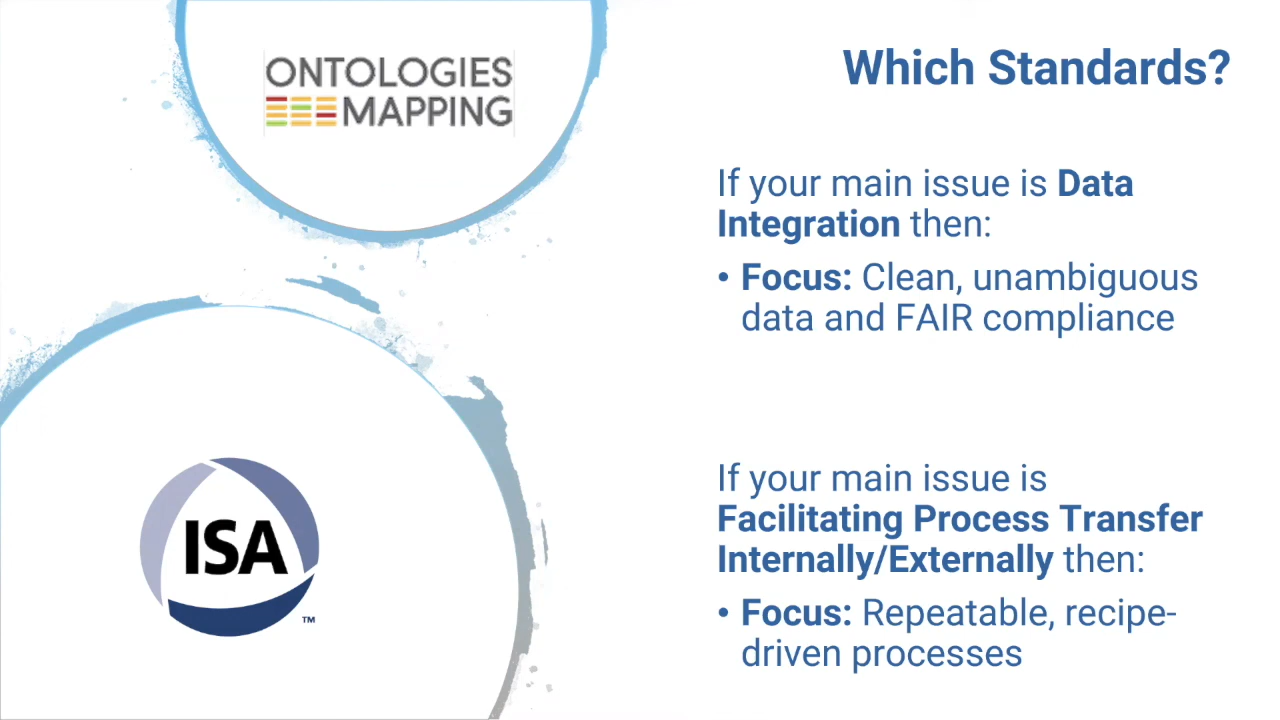 ONTOLOGIES
MAPPING
Which Standards?
If your main issue is Data
Integration then:
• Focus: Clean, unambiguous
data and FAIR compliance
ISA
TM
If your main issue is
Facilitating Process Transfer
Internally/Externally then:
• Focus: Repeatable, recipe-
driven processes